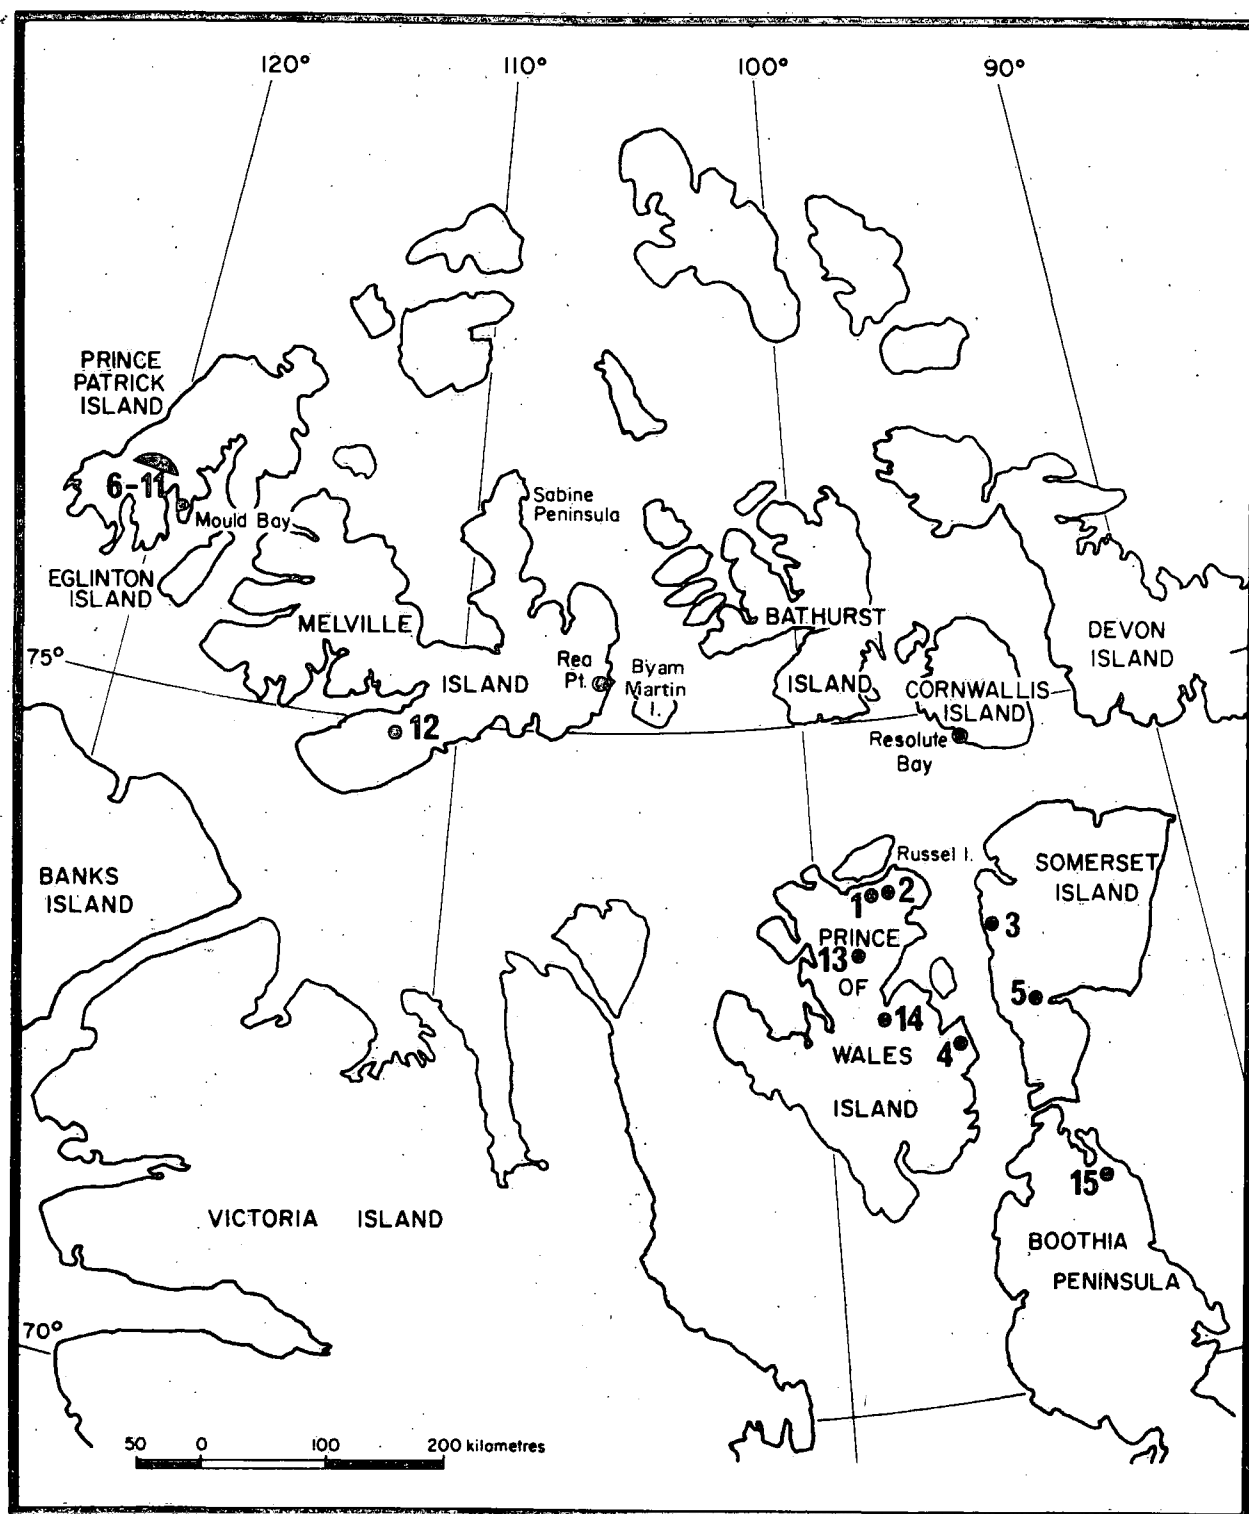 120° 110° 100° 90°
PRINCE
PATRICK
ISLAND
6-11
Mould Bay
Sabine
Peninsula
EGLINTON
ISLAND
MELVILLE
ISLAND
BATHURST
ISLAND
DEVON
ISLAND
75°
Rea
Pt.
Byam
Martin
I.
CORNWALLIS
ISLAND
12
Resolute
Bay
BANKS
ISLAND
Russel I.
SOMERSET
ISLAND
1
2
3
PRINCE
13
OF
5
14
WALES
4
ISLAND
15
VICTORIA ISLAND
BOOTHIA
PENINSULA
70°
50 0 100 200 kilometres